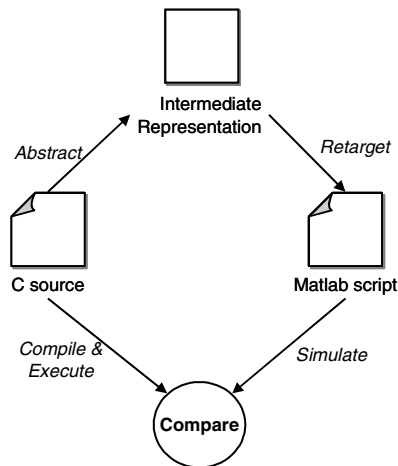 Intermediate
Representation
Abstract
Retarget
C source
Matlab script
Compile &
Execute
Simulate
Compare